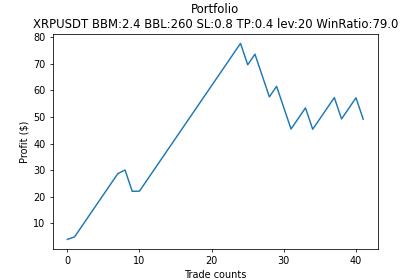 Portfolio
XRPUSDT BBM:2.4 BBL:260 SL:0.8 TP:0.4 lev:20 WinRatio:79.0
80
70
60
50
40
30
20
10
Profit ($)
0 10 20 30 40
Trade counts